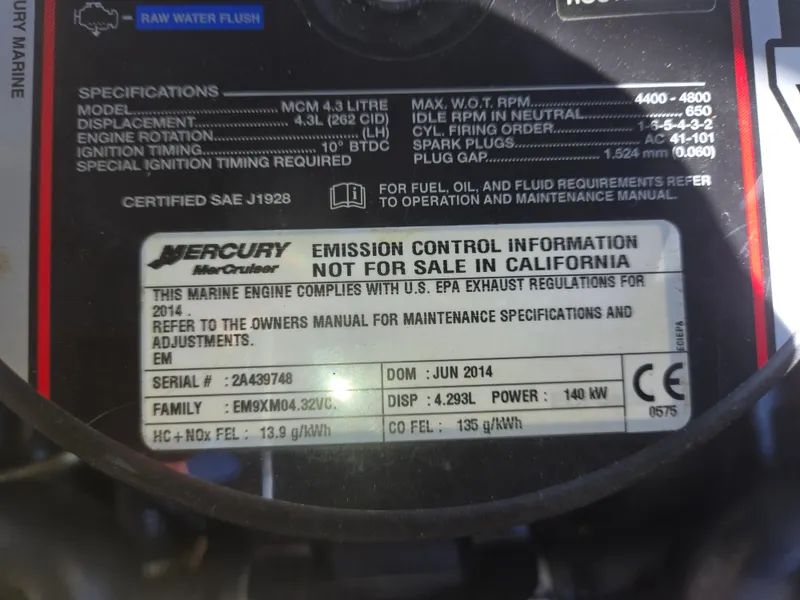 URY MARINE
RAW WATER FLUSH
SPECIFICATIONS
MODEL MCM 4.3 LITRE
DISPLACEMENT 4.3L (262 CID)
ENGINE ROTATION (LH)
IGNITION TIMING 10° BTDC
SPECIAL IGNITION TIMING REQUIRED
MAX. W.O.T. RPM 4400 - 4800
IDLE RPM IN NEUTRAL 650
CYL. FIRING ORDER 1-6-5-4-3-2
SPARK PLUGS AC 41-101
PLUG GAP 1.524 mm (0.060)
CERTIFIED SAE J1928
FOR FUEL, OIL, AND FLUID REQUIREMENTS REFER
TO OPERATION AND MAINTENANCE MANUAL.
MERCURY
MerCruiser
EMISSION CONTROL INFORMATION
NOT FOR SALE IN CALIFORNIA
THIS MARINE ENGINE COMPLIES WITH U.S. EPA EXHAUST REGULATIONS FOR
2014 .
REFER TO THE OWNERS MANUAL FOR MAINTENANCE SPECIFICATIONS AND
ADJUSTMENTS.
EM
SERIAL # : 2A439748
DOM : JUN 2014
FAMILY : EM9XM04.32VC.
DISP : 4.293L POWER : 140 kW
HC+NOx FEL : 13.9 g/kWh
CO FEL : 135 g/kWh
CE
0575